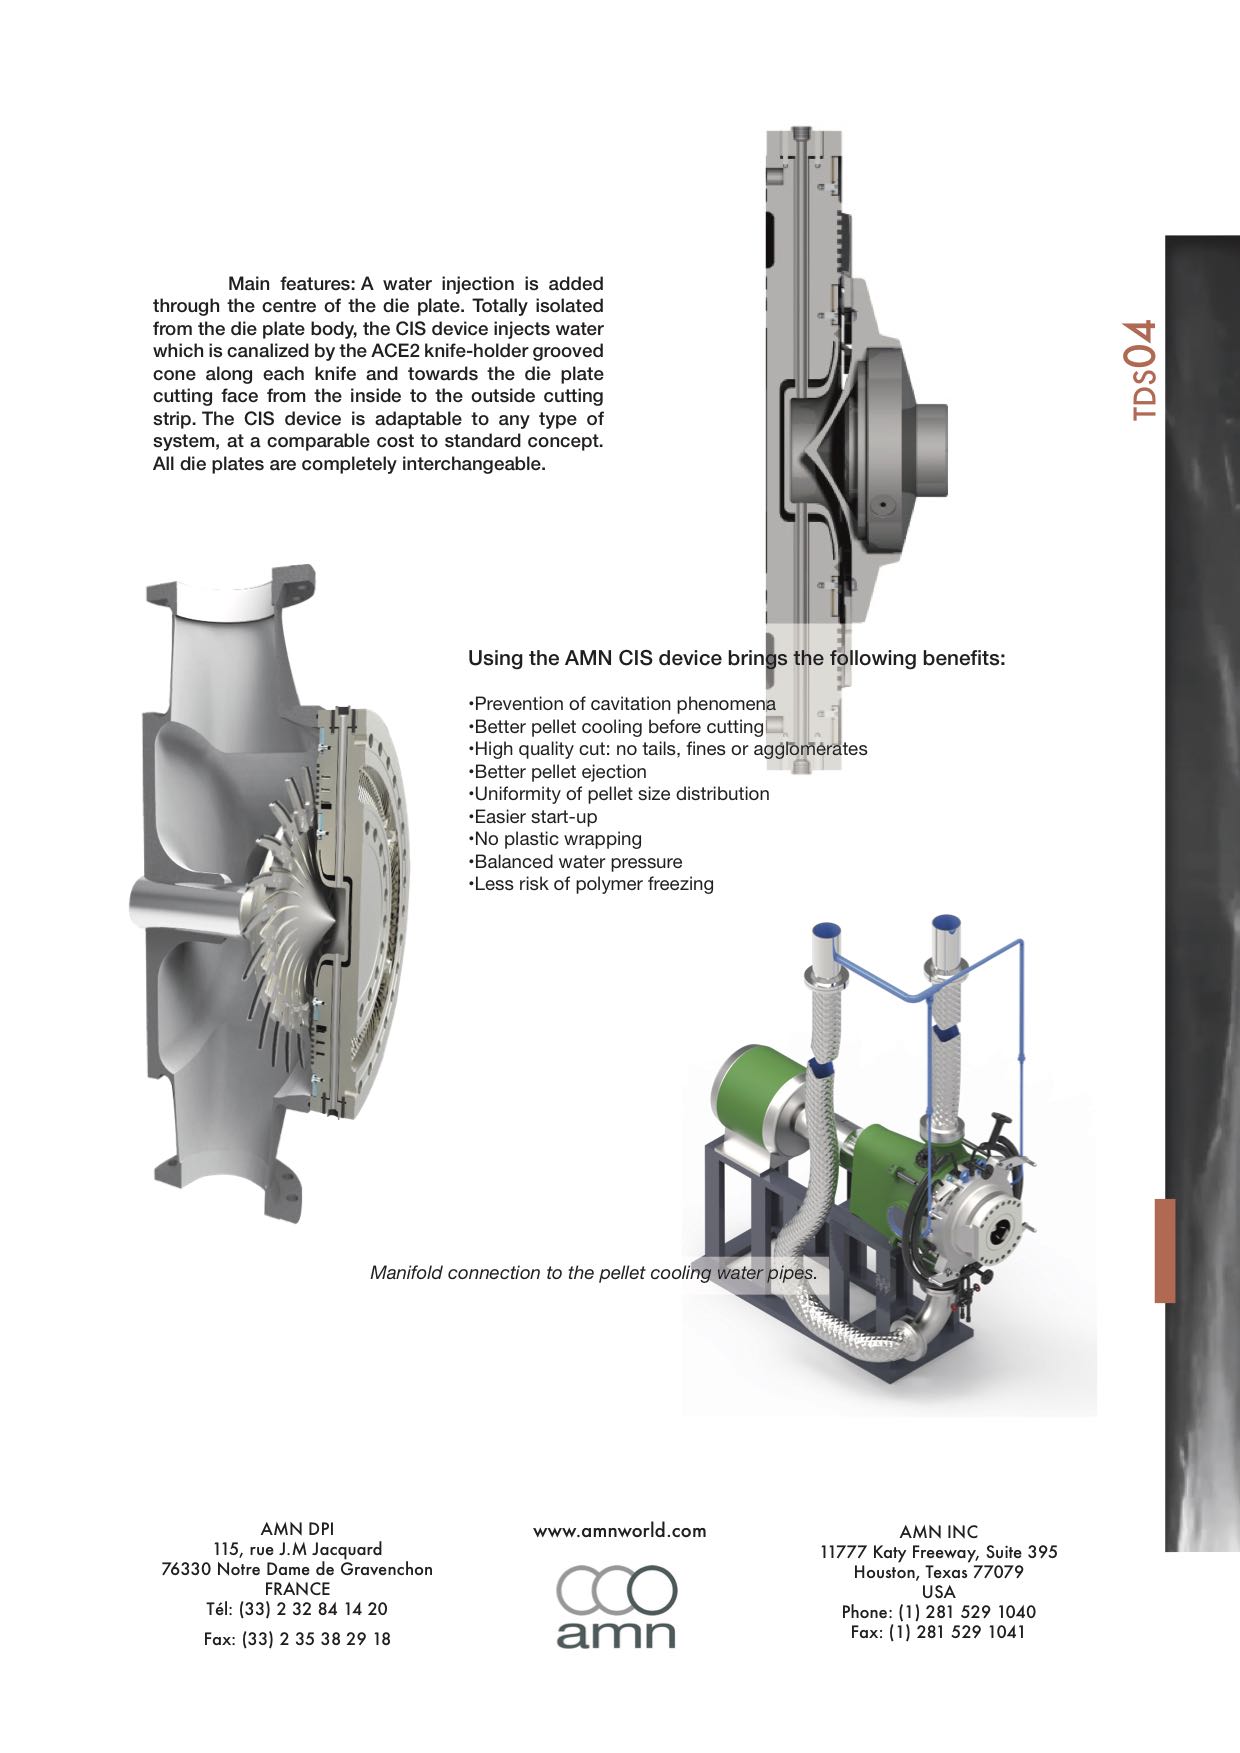 Main features: A water injection is added
through the centre of the die plate. Totally isolated
from the die plate body, the CIS device injects water
which is canalized by the ACE2 knife-holder grooved
cone along each knife and towards the die plate
cutting face from the inside to the outside cutting
strip. The CIS device is adaptable to any type of
system, at a comparable cost to standard concept.
All die plates are completely interchangeable.
TDS04
Using the AMN CIS device brings the following benefits:
•Prevention of cavitation phenomena
•Better pellet cooling before cutting
•High quality cut: no tails, fines or agglomerates
•Better pellet ejection
•Uniformity of pellet size distribution
•Easier start-up
•No plastic wrapping
•Balanced water pressure
•Less risk of polymer freezing
Manifold connection to the pellet cooling water pipes.
AMN DPI
115, rue J.M Jacquard
76330 Notre Dame de Gravenchon
FRANCE
Tél: (33) 2 32 84 14 20
Fax: (33) 2 35 38 29 18
www.amnworld.com
amn
AMN INC
11777 Katy Freeway, Suite 395
Houston, Texas 77079
USA
Phone: (1) 281 529 1040
Fax: (1) 281 529 1041